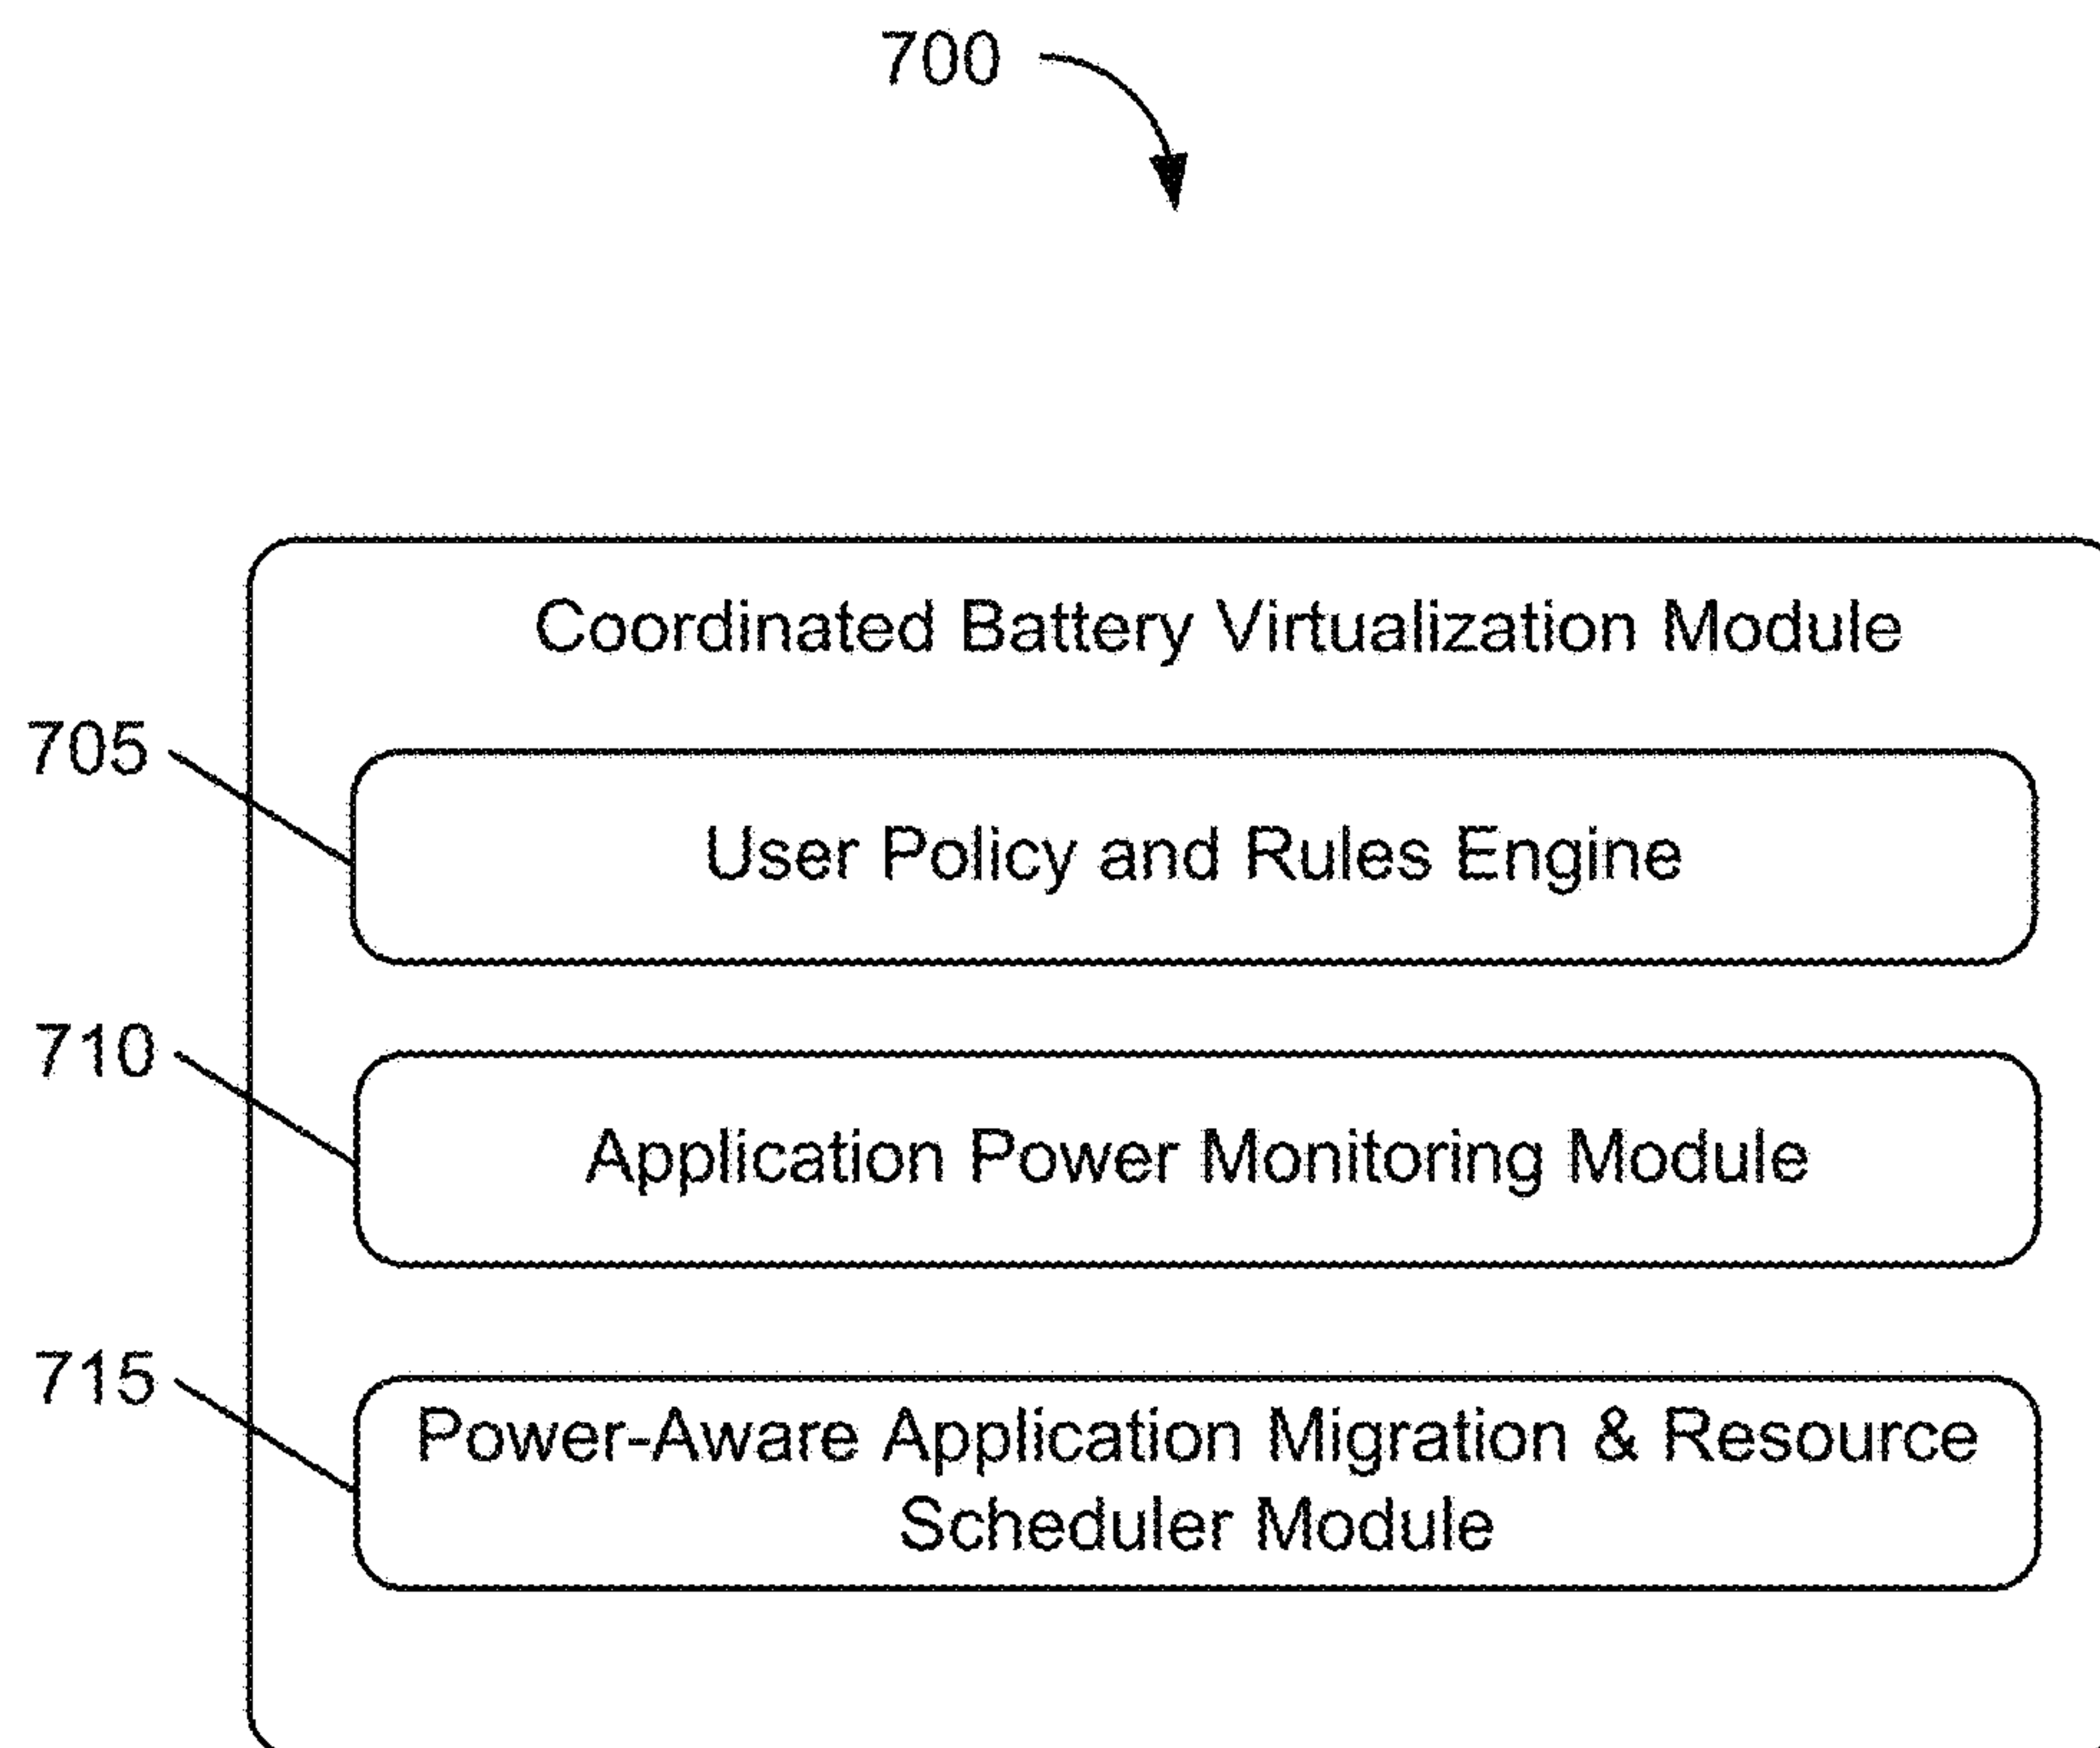 700
Coordinated Battery Virtualization Module
705
User Policy and Rules Engine
710
Application Power Monitoring Module
715
Power-Aware Application Migration & Resource
Scheduler Module